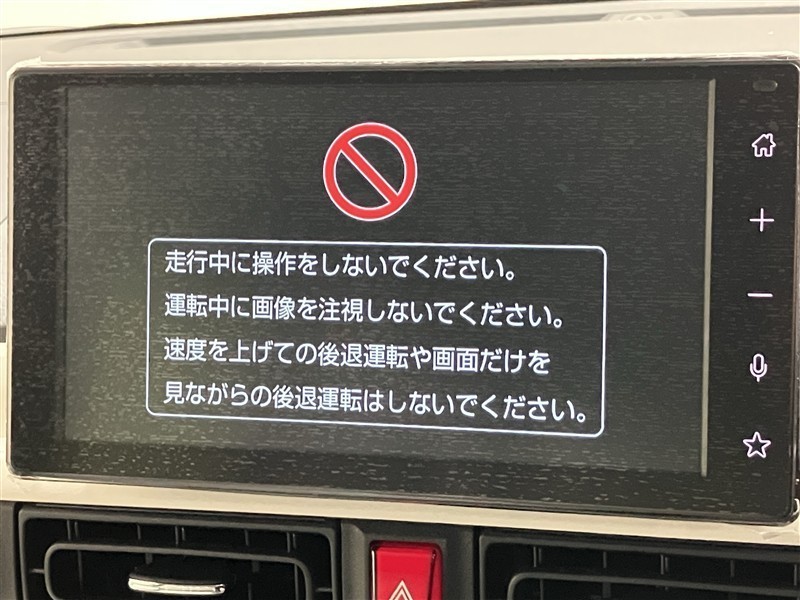 走行中に操作をしないでください。
運転中に画像を注視しないでください。
速度を上げての後退運転や画面だけを
見ながらの後退運転はしないでください。